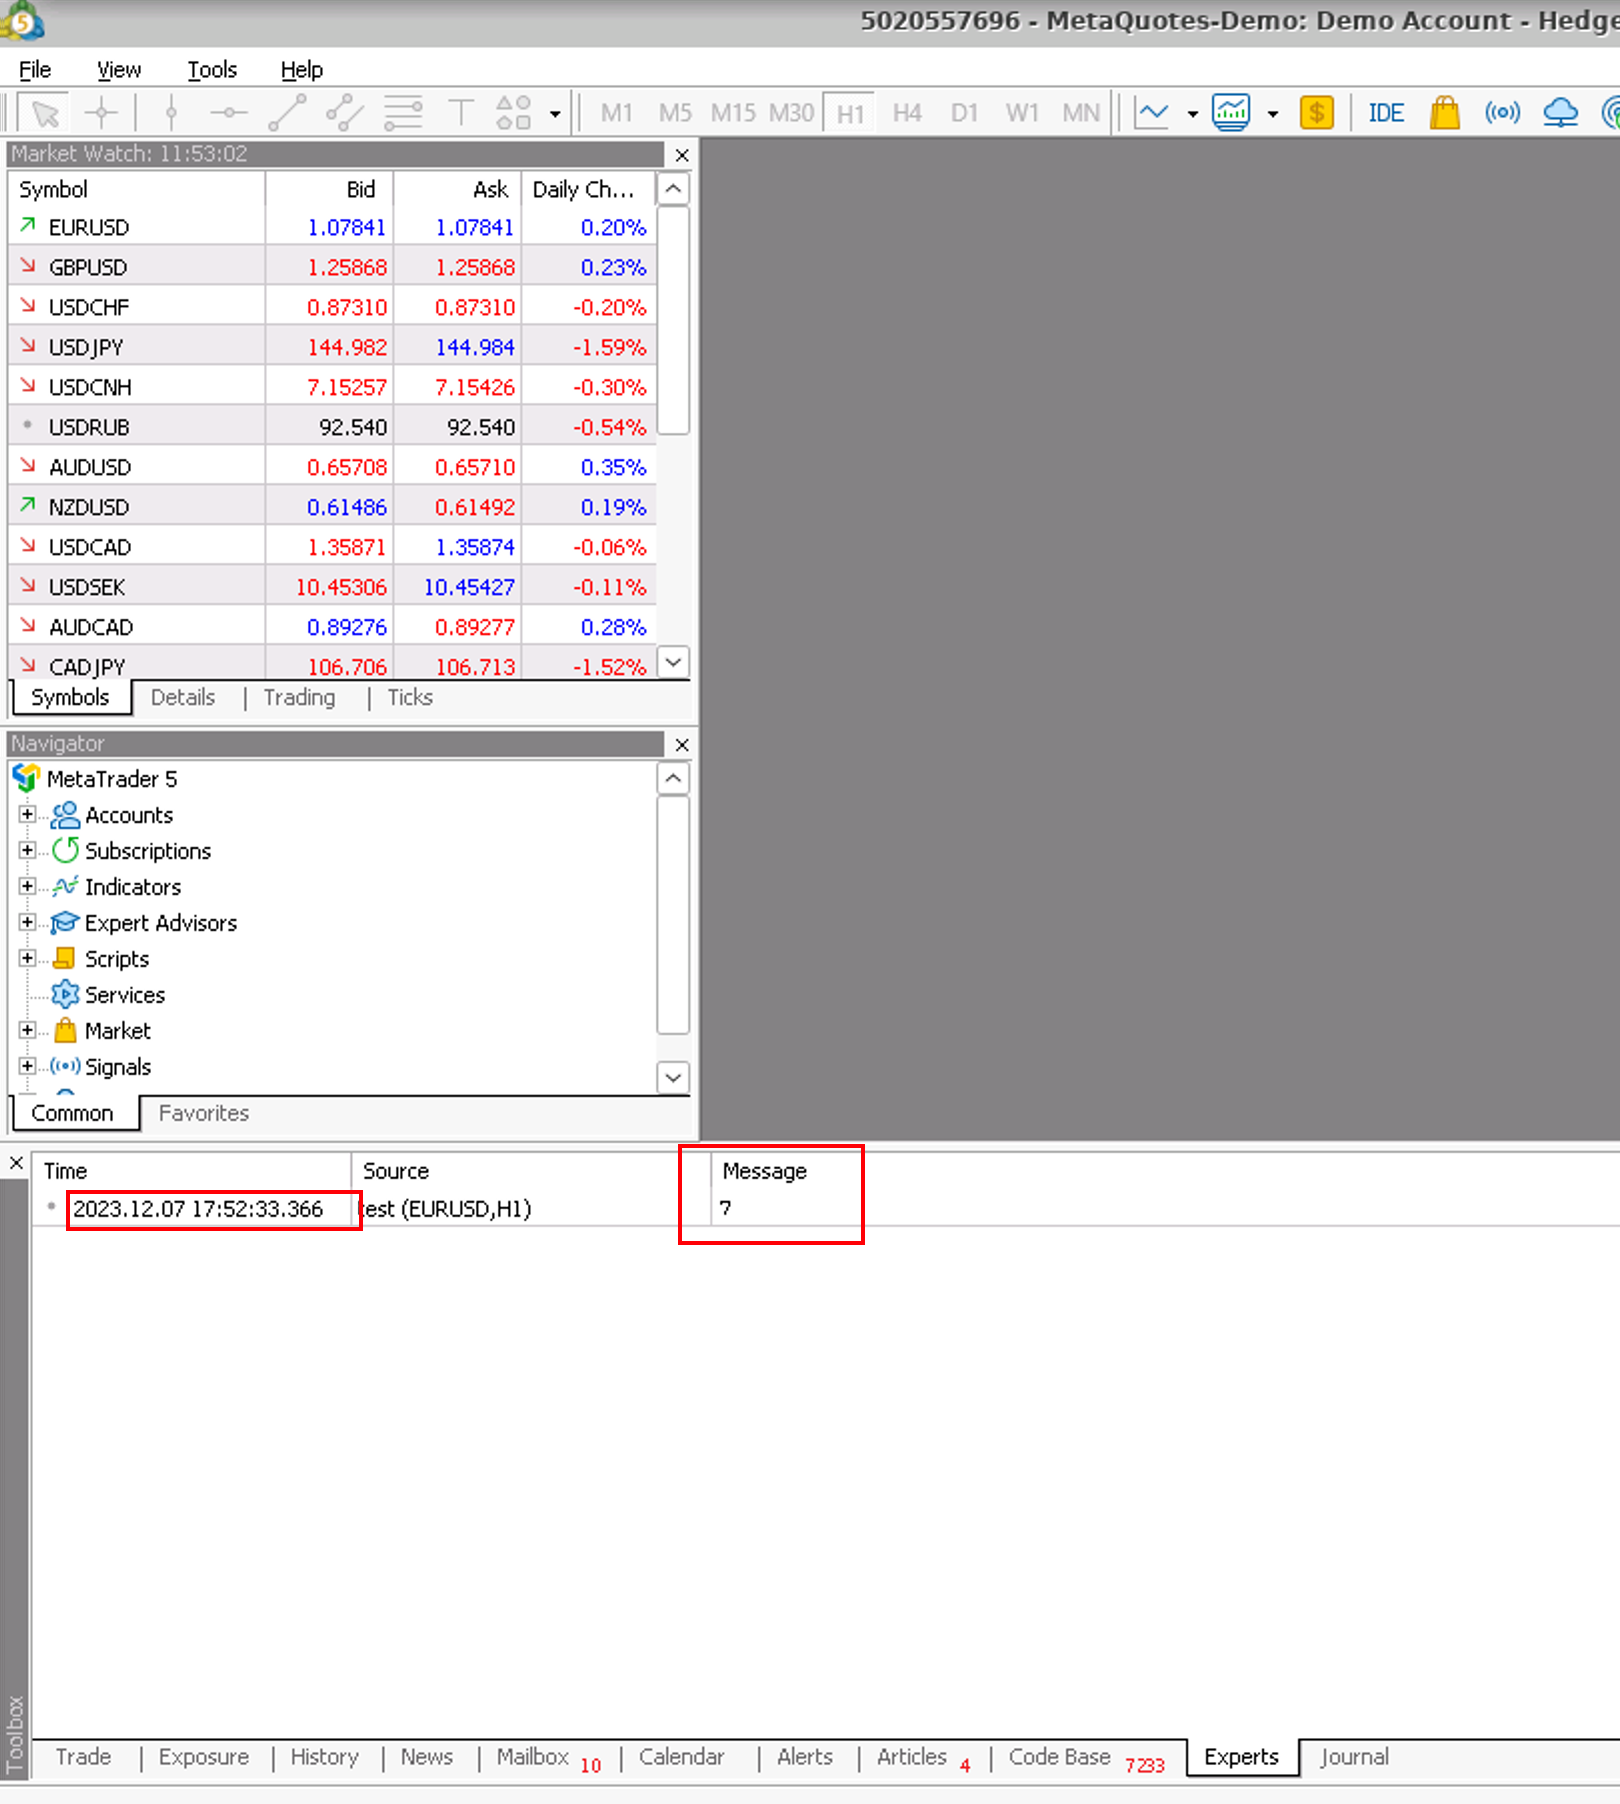 5020557696 - MetaQuotes-Demo: Demo Account - Hedge
File View Tools Help
M1 M5 M15 M30 H1 H4 D1 W1 MN IDE
Market Watch: 11:53:02
Symbol Bid Ask Daily Ch...
EURUSD 1.07841 1.07841 0.20%
GBPUSD 1.25868 1.25868 0.23%
USDCHF 0.87310 0.87310 -0.20%
USDJPY 144.982 144.984 -1.59%
USDCNH 7.15257 7.15426 -0.30%
USDRUB 92.540 92.540 -0.54%
AUDUSD 0.65708 0.65710 0.35%
NZDUSD 0.61486 0.61492 0.19%
USDCAD 1.35871 1.35874 -0.06%
USDSEK 10.45306 10.45427 -0.11%
AUDCAD 0.89276 0.89277 0.28%
CADJPY 106.706 106.713 -1.52%
Symbols Details | Trading | Ticks
Navigator
MetaTrader 5
Accounts
Subscriptions
Indicators
Expert Advisors
Scripts
Services
Market
Signals
Common Favorites
Time Source Message
2023.12.07 17:52:33.366 test (EURUSD,H1) 7
Toolbox
Trade | Exposure | History | News | Mailbox 10 | Calendar | Alerts | Articles 4 | Code Base 7233 Experts Journal